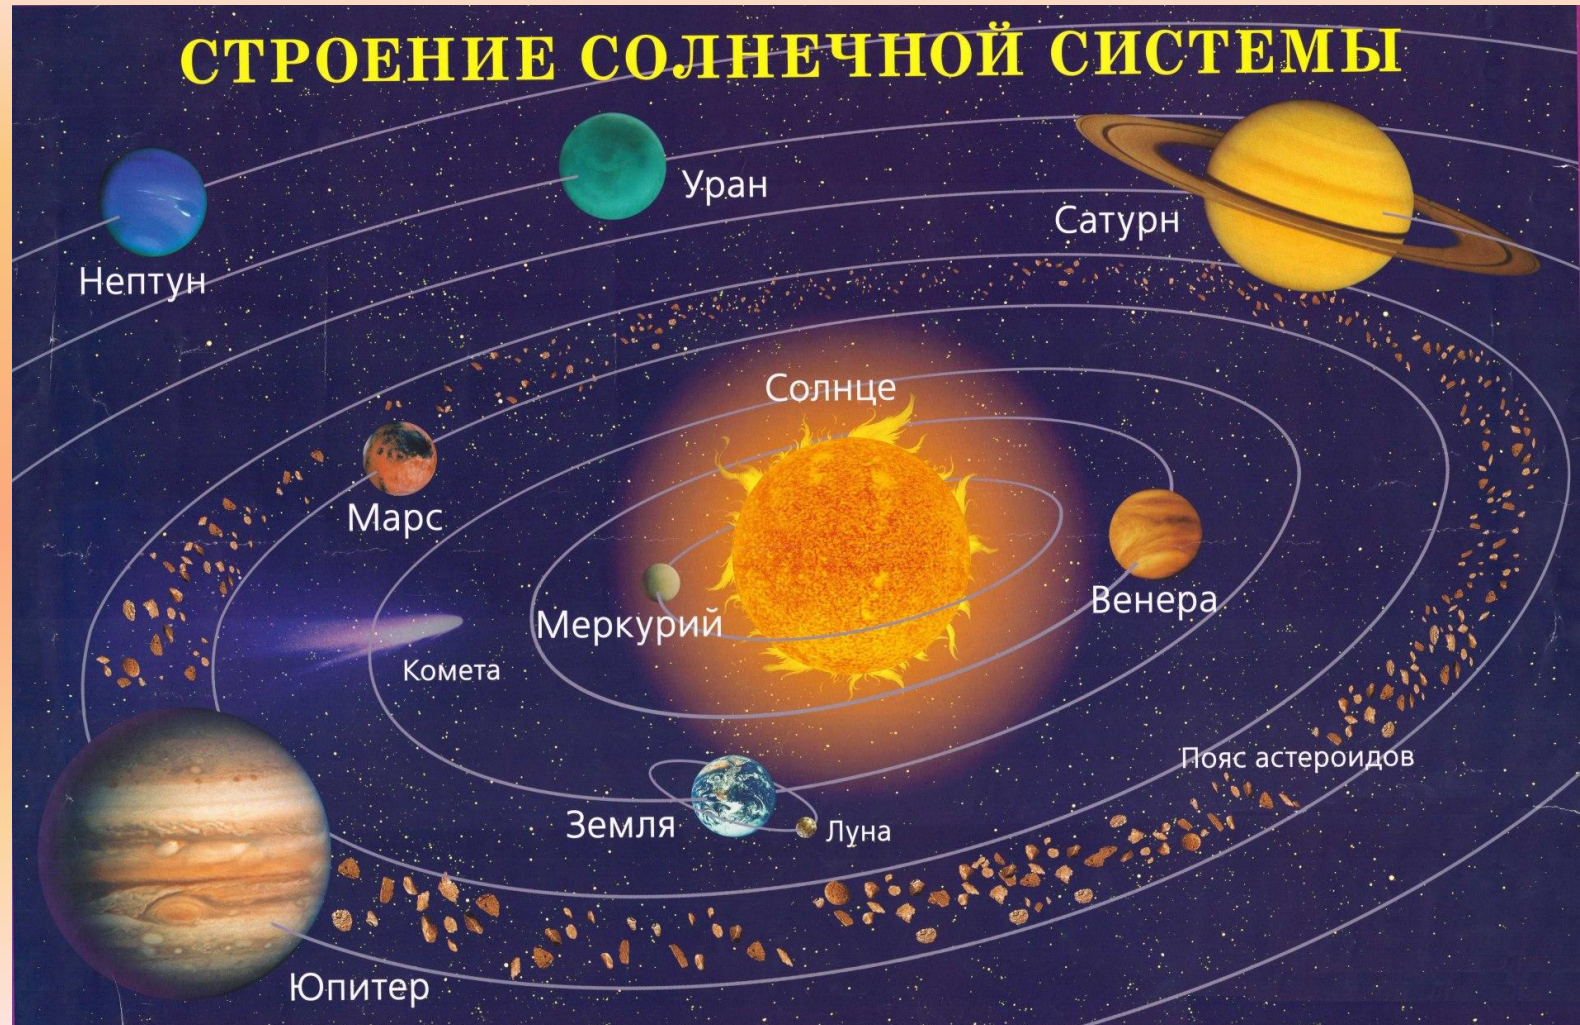 СТРОЕНИЕ СОЛНЕЧНОЙ СИСТЕМЫ
Уран
Сатурн
Нептун
Солнце
Марс
Венера
Меркурий
Комета
Пояс астероидов
Земля
Луна
Юпитер